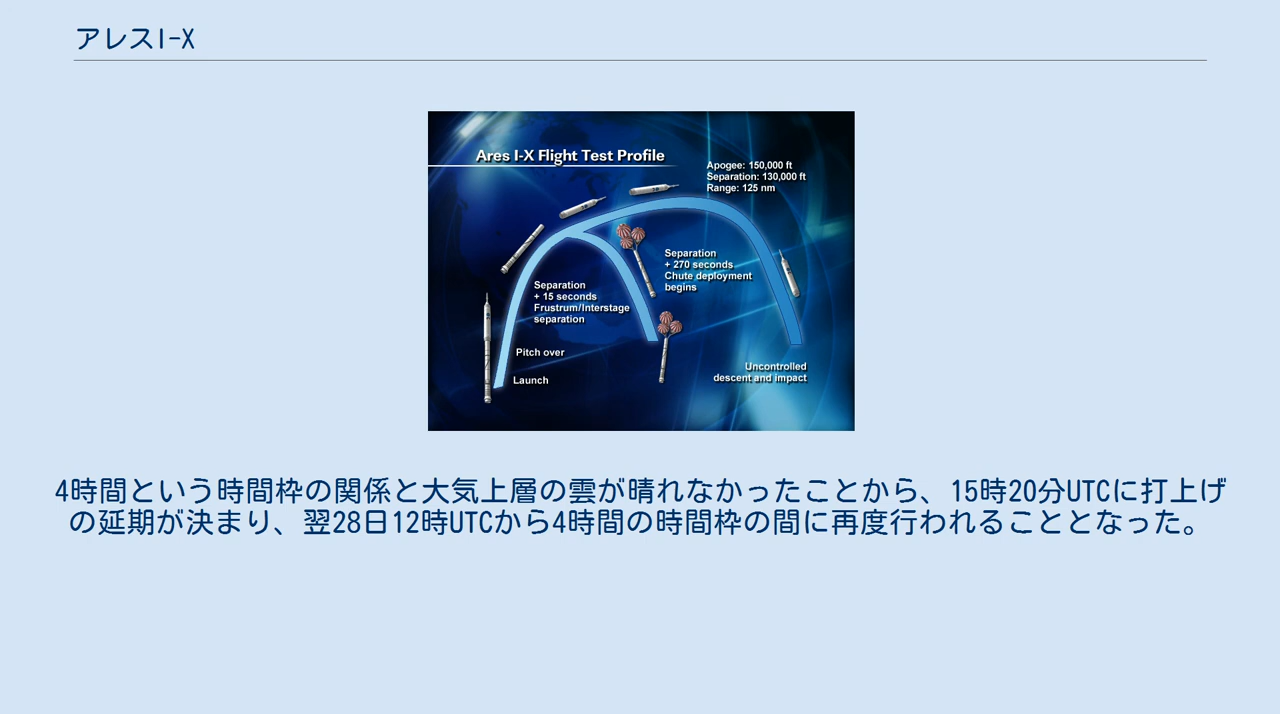 アレスI-X
Ares I-X Flight Test Profile
Apogee: 150,000 ft
Separation: 130,000 ft
Range: 125 nm
Separation
+ 270 seconds
Chute deployment
begins
Separation
+ 15 seconds
Frustrum/Interstage
separation
Pitch over
Launch
Uncontrolled
descent and impact
4時間という時間枠の関係と大気上層の雲が晴れなかったことから、15時20分UTCに打上げ
の延期が決まり、翌28日12時UTCから4時間の時間枠の間に再度行われることとなった。